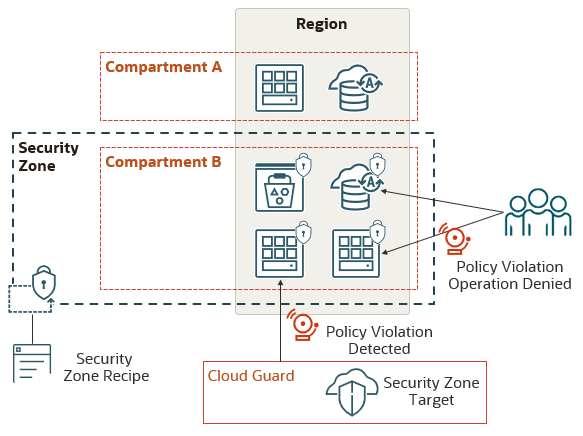 Region
Compartment A
A
Security
Zone
Compartment B
A
Policy Violation
Operation Denied
Policy Violation
Detected
Security
Zone Recipe
Cloud Guard
Security Zone
Target